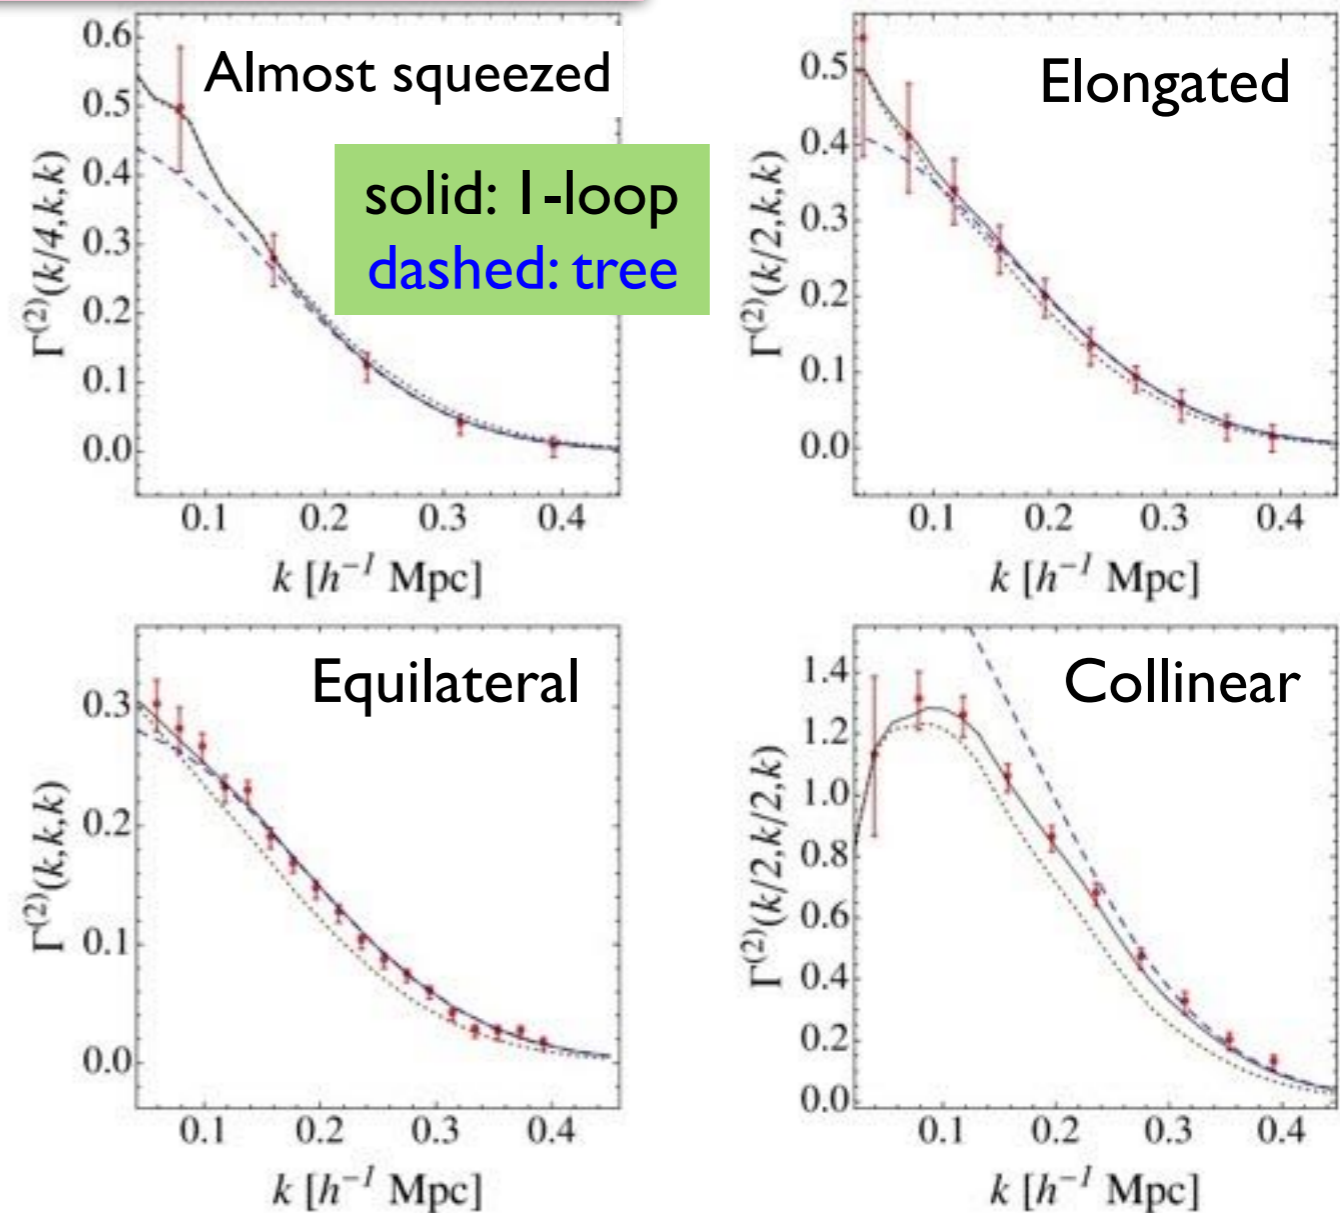 Almost squeezed
solid: 1-loop
dashed: tree
0.6
0.5
0.4
0.3
0.2
0.1
0.0
Γ(2)(k/4,k,k)
0.1 0.2 0.3 0.4
k [h-1 Mpc]
Elongated
0.5
0.4
0.3
0.2
0.1
0.0
Γ(2)(k/2,k,k)
0.1 0.2 0.3 0.4
k [h-1 Mpc]
Equilateral
0.3
0.2
0.1
0.0
Γ(2)(k,k,k)
0.1 0.2 0.3 0.4
k [h-1 Mpc]
Collinear
1.4
1.2
1.0
0.8
0.6
0.4
0.2
0.0
Γ(2)(k/2,k/2,k)
0.1 0.2 0.3 0.4
k [h-1 Mpc]